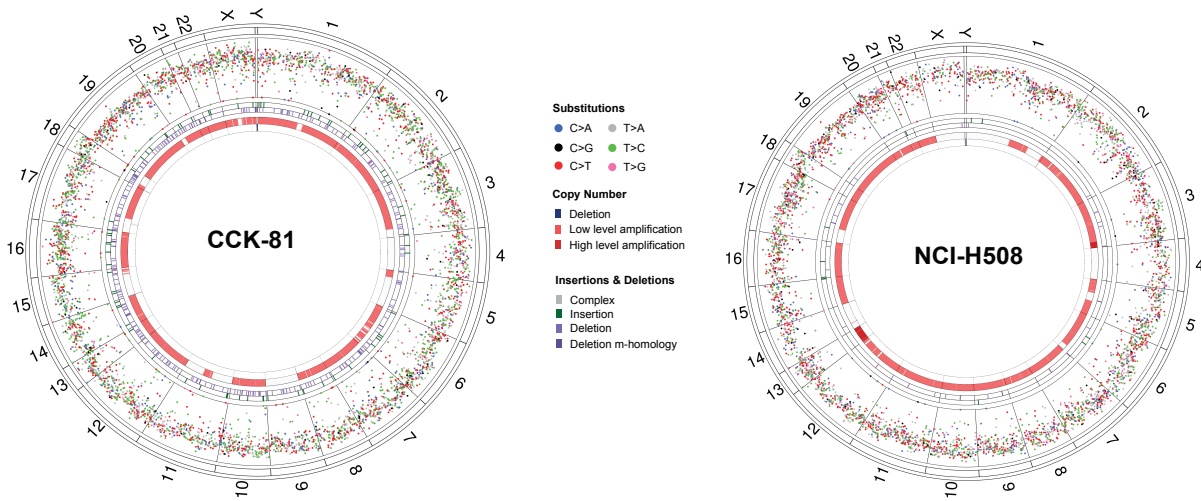 1
2
3
4
5
6
7
8
9
10
11
12
13
14
15
16
17
18
19
20
21
22
X
Y
CCK-81
Substitutions
C>A
T>A
C>G
T>C
C>T
T>G
Copy Number
Deletion
Low level amplification
High level amplification
Insertions & Deletions
Complex
Insertion
Deletion
Deletion m-homology
1
2
3
4
5
6
7
8
9
10
11
12
13
14
15
16
17
18
19
20
21
22
X
Y
NCI-H508